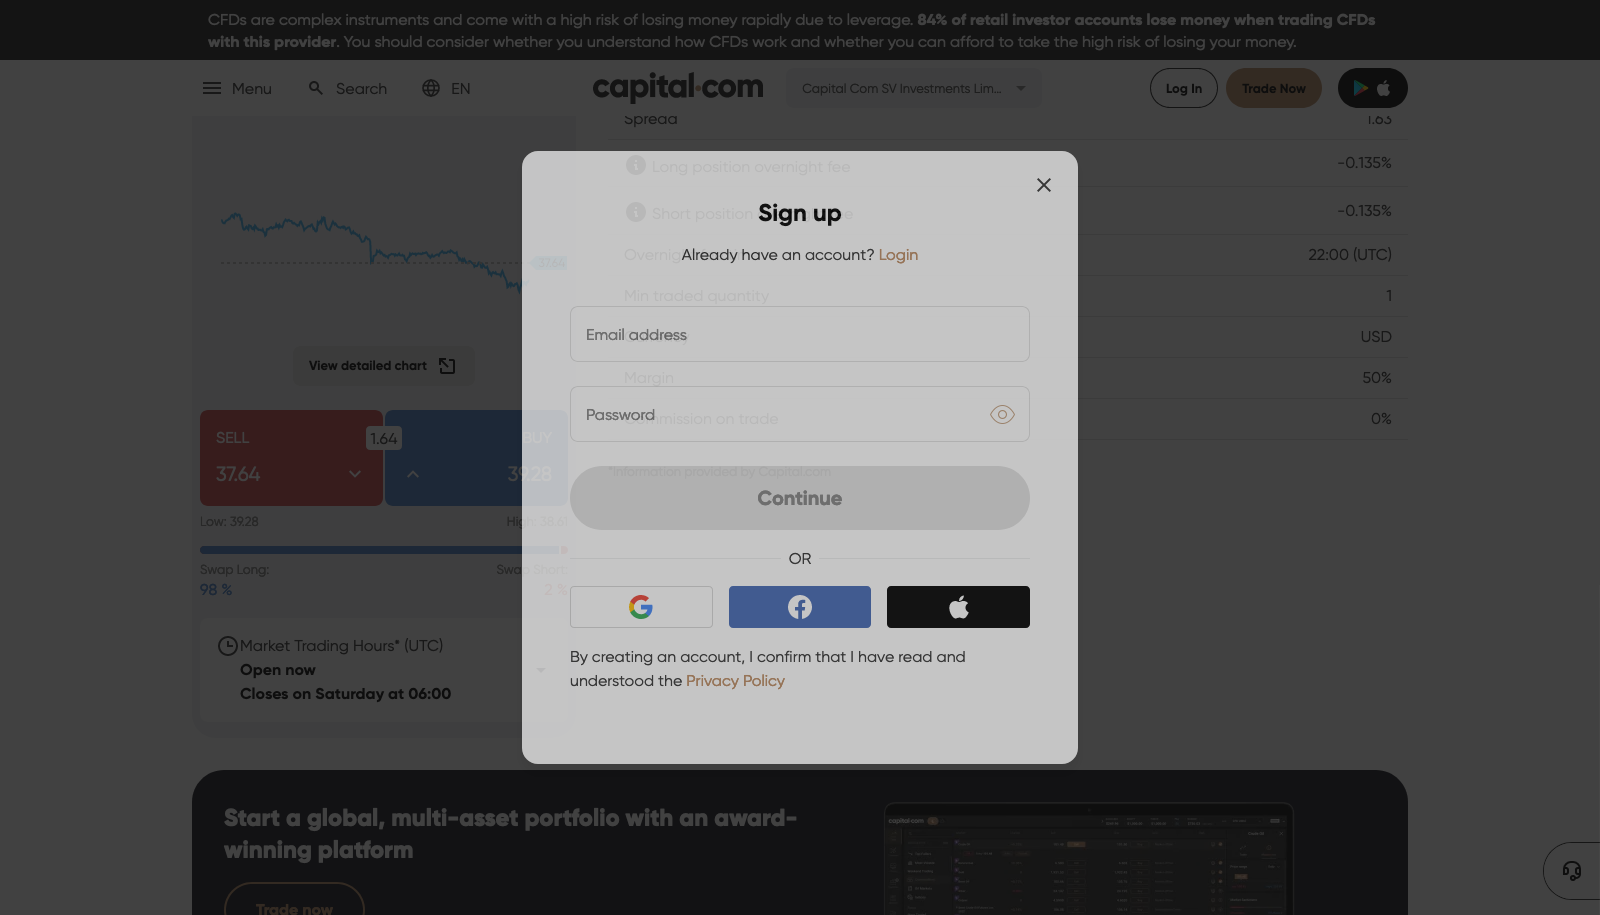 CFDs are complex instruments and come with a high risk of losing money rapidly due to leverage. 84% of retail investor accounts lose money when trading CFDs
with this provider. You should consider whether you understand how CFDs work and whether you can afford to take the high risk of losing your money.
Menu
Search
EN
capital.com
Capital Com SV Investments Lim...
Log In
Trade Now
Spread
1.63
Long position overnight fee
-0.135%
Short position
-0.135%
22:00 (UTC)
Min traded quantity
1
USD
Margin
50%
Commission on trade
0%
*Information provided by Capital.com
37.64
View detailed chart
SELL
37.64
1.64
BUY
39.28
Low: 39.28
High:
Swap Long:
98 %
Swap Short:
2 %
Market Trading Hours* (UTC)
Open now
Closes on Saturday at 06:00
Sign up
Already have an account? Login
Email address
Password
Continue
OR
By creating an account, I confirm that I have read and
understood the Privacy Policy
Start a global, multi-asset portfolio with an award-
winning platform
Trade now
capital.com